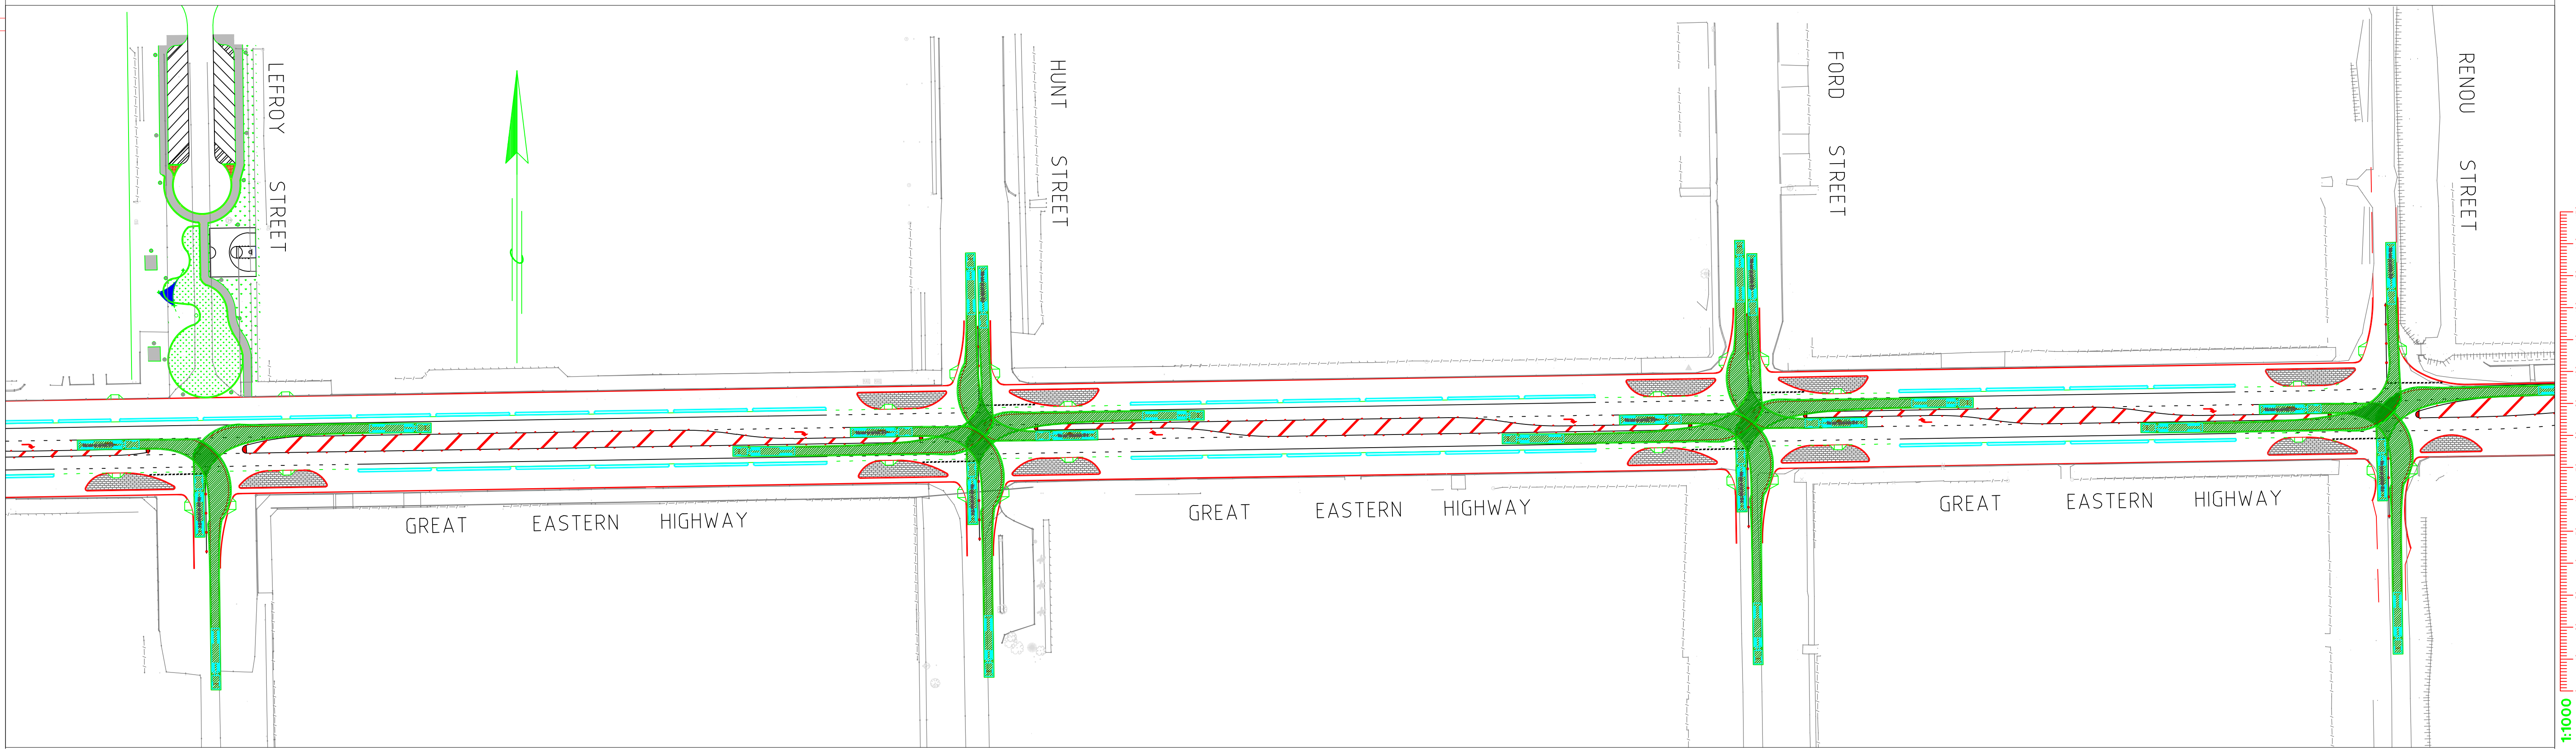 LEFROY STREET
HUNT STREET
FORD STREET
RENOU STREET
GREAT EASTERN HIGHWAY
GREAT EASTERN HIGHWAY
GREAT EASTERN HIGHWAY
1:1000